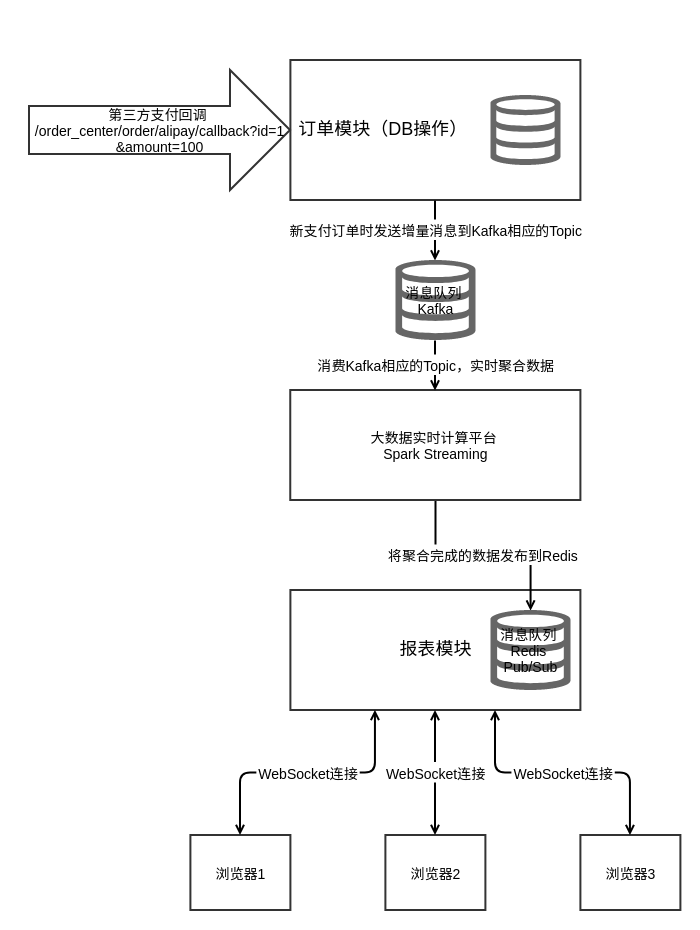 第三方支付回调
/order_center/order/alipay/callback?id=1
&amount=100
订单模块（DB操作）
新支付订单时发送增量消息到Kafka相应的Topic
消息队列
Kafka
消费Kafka相应的Topic，实时聚合数据
大数据实时计算平台
Spark Streaming
将聚合完成的数据发布到Redis
报表模块
消息队列
Redis
Pub/Sub
WebSocket连接
WebSocket连接
WebSocket连接
浏览器1
浏览器2
浏览器3